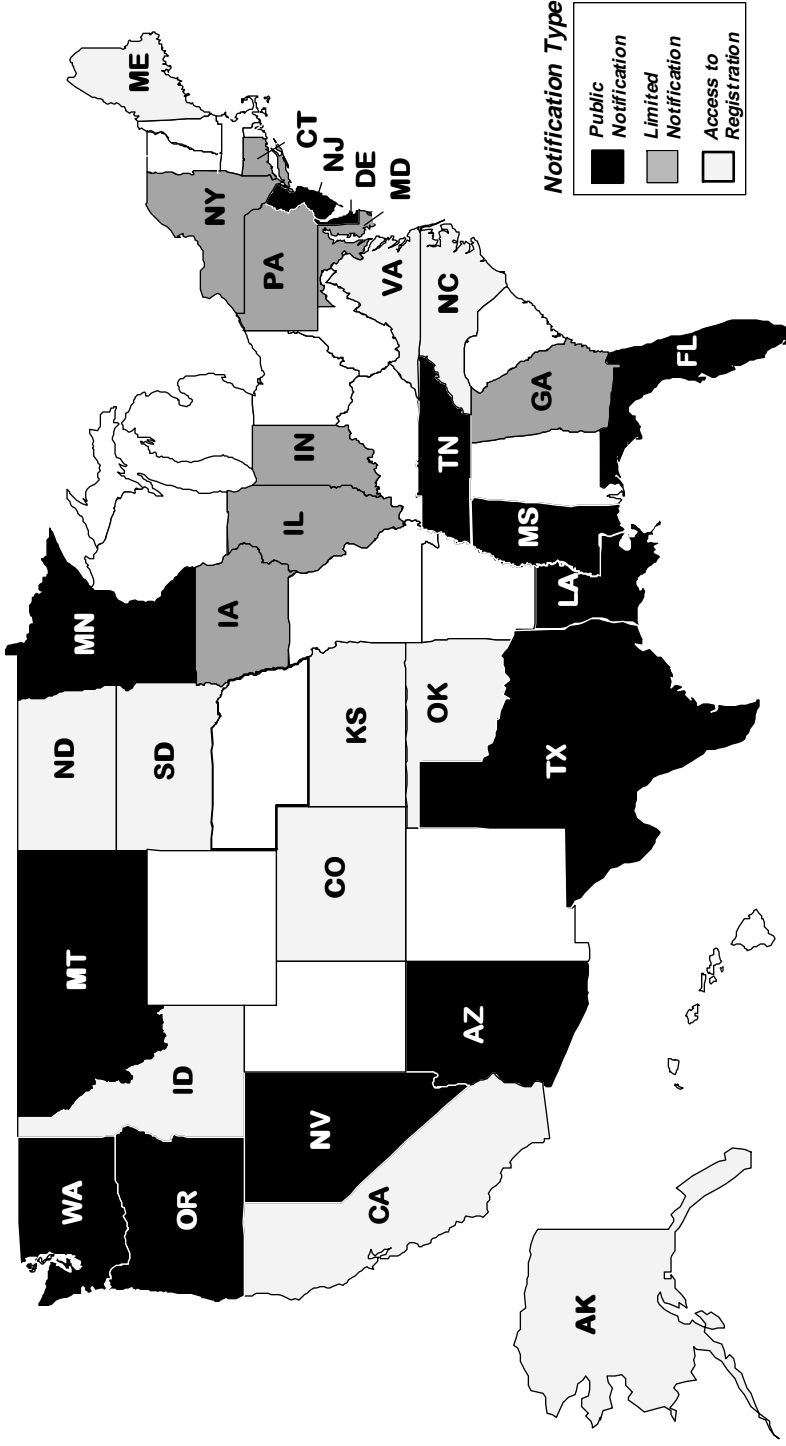 WA
OR
CA
NV
ID
MT
AZ
CO
ND
SD
KS
OK
TX
MN
IA
LA
MS
IL
IN
TN
GA
FL
NC
VA
PA
NY
ME
CT
NJ
DE
MD
AK
Notification Type
Public
Notification
Limited
Notification
Access to
Registration